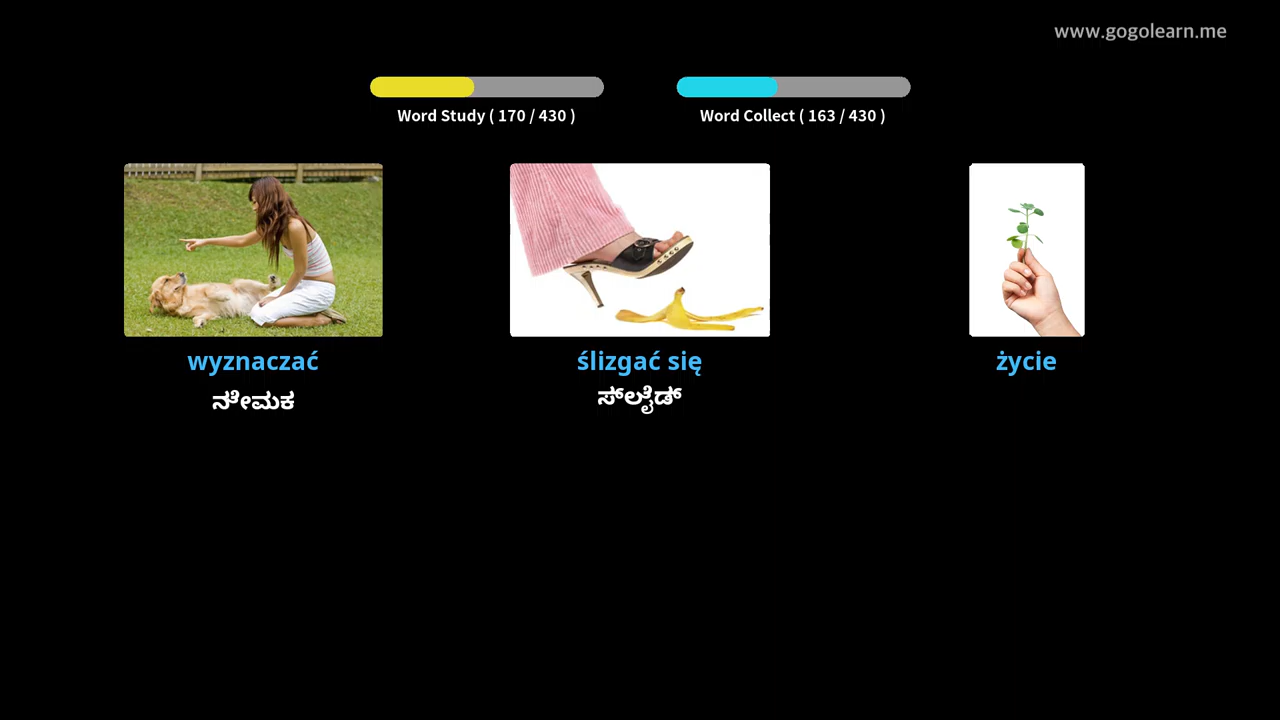 www.gogolearn.me
Word Study ( 170 / 430 )
Word Collect ( 163 / 430 )
wyznaczać
ನೇಮಕ
ślizgać się
ಸ್ಲೈಡ್
życie